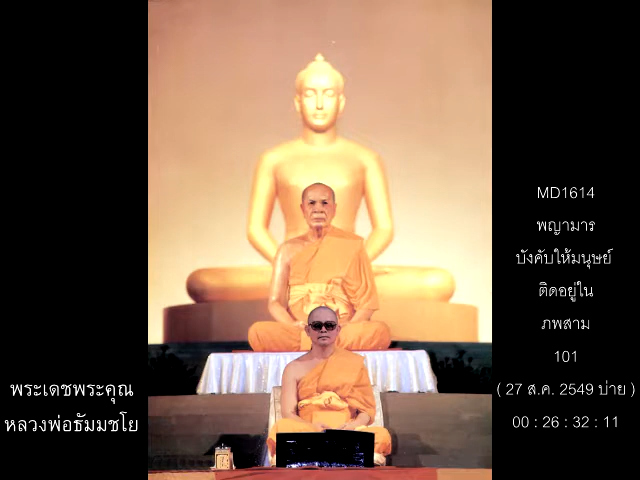 พระเดชพระคุณ
หลวงพ่อธัมมชโย
MD1614
พญามาร
บังคับให้มนุษย์
ติดอยู่ใน
ภพสาม
101
( 27 ส.ค. 2549 บ่าย )
00 : 26 : 32 : 11